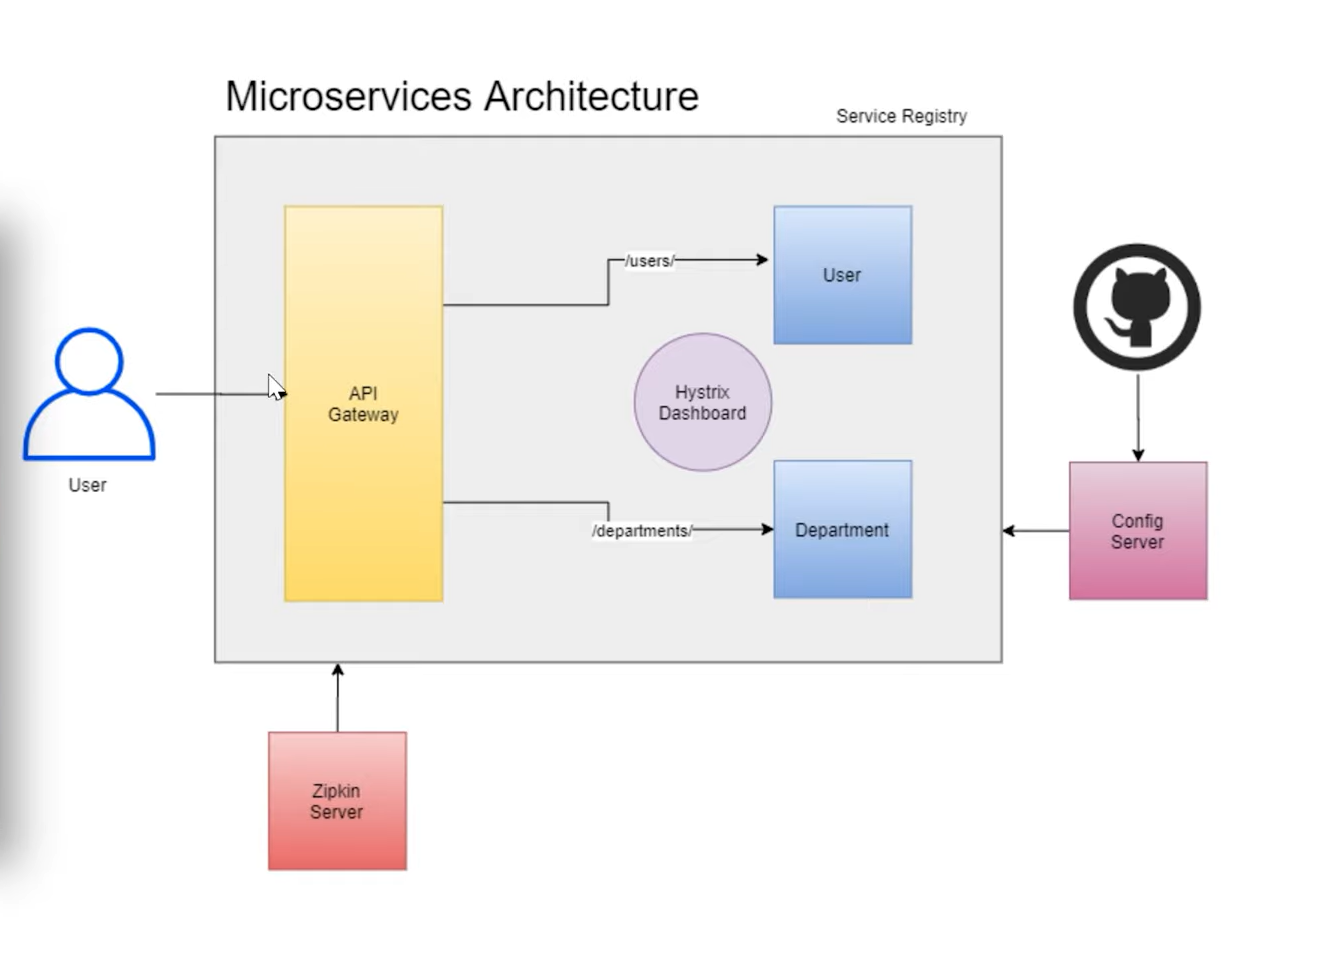 Microservices Architecture
Service Registry
/users/
User
API
Gateway
Hystrix
Dashboard
User
/departments/
Department
Config
Server
Zipkin
Server